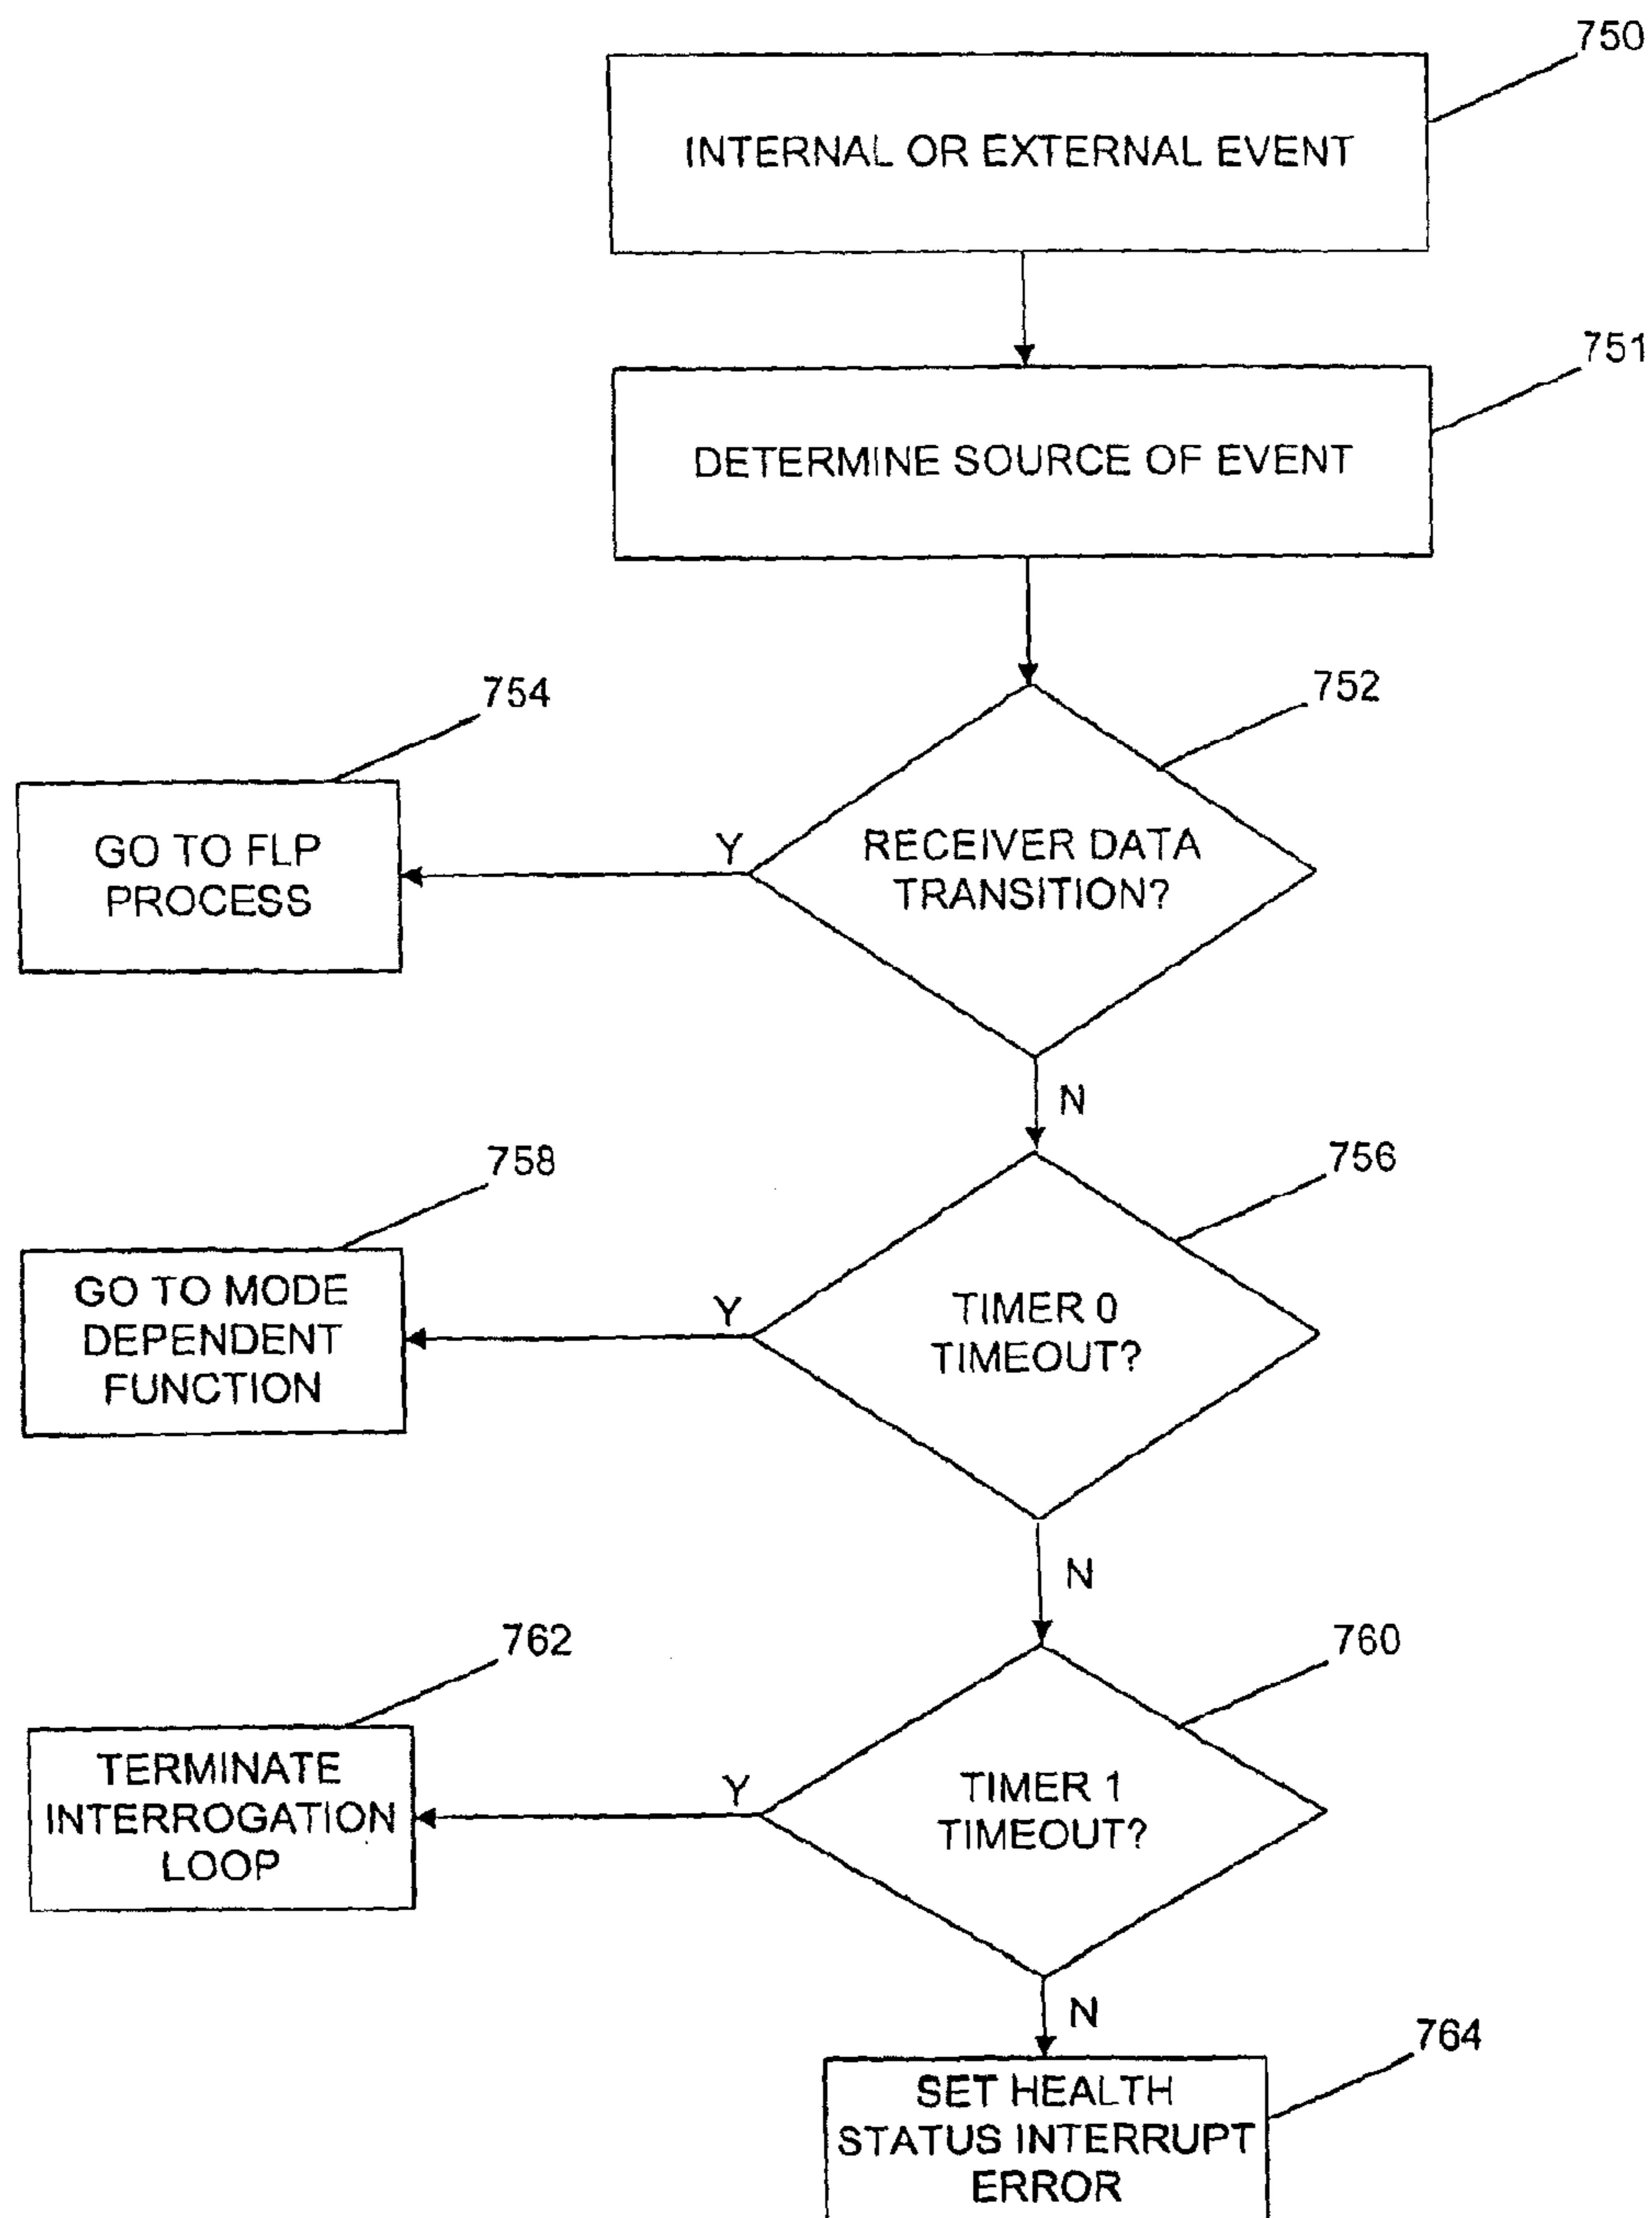 750
INTERNAL OR EXTERNAL EVENT
751
DETERMINE SOURCE OF EVENT
752
RECEIVER DATA
TRANSITION?
Y
754
GO TO FLP
PROCESS
N
756
TIMER 0
TIMEOUT?
Y
758
GO TO MODE
DEPENDENT
FUNCTION
N
760
TIMER 1
TIMEOUT?
Y
762
TERMINATE
INTERROGATION
LOOP
N
764
SET HEALTH
STATUS INTERRUPT
ERROR